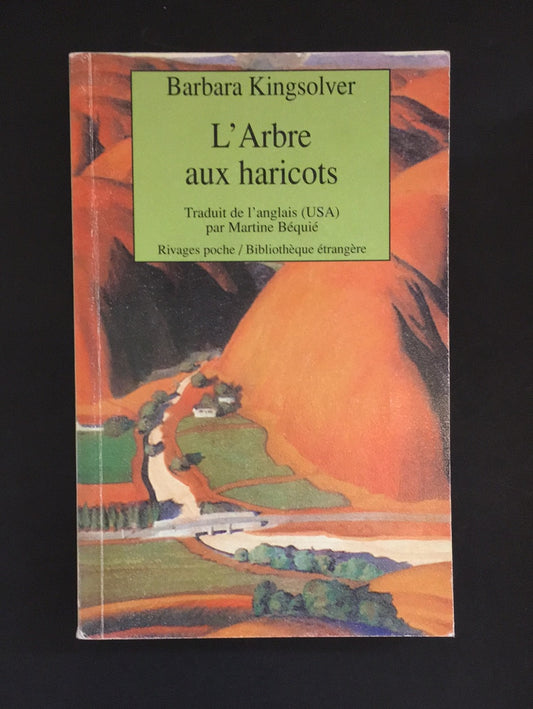 Barbara Kingsolver
L'Arbre
aux haricots
Traduit de l'anglais (USA)
par Martine Béquié
Rivages poche / Bibliothèque étrangère